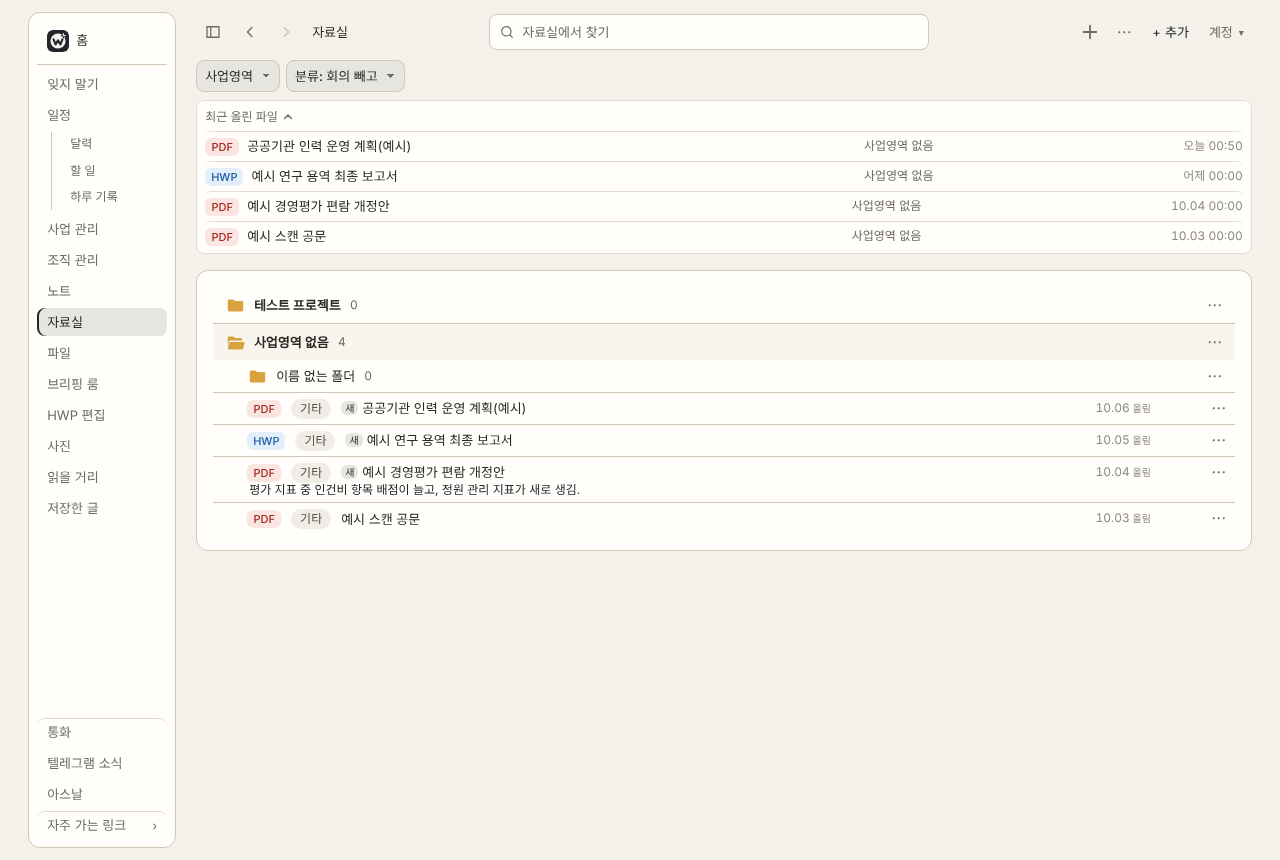 홈
잊지 말기
일정
달력
할 일
하루 기록
사업 관리
조직 관리
노트
자료실
파일
브리핑 룸
HWP 편집
사진
읽을 거리
저장한 글
통화
텔레그램 소식
아스날
자주 가는 링크 ›
자료실
자료실에서 찾기
+ 추가
계정 ▾
사업영역
분류: 회의 빼고
최근 올린 파일
PDF 공공기관 인력 운영 계획(예시) 사업영역 없음 오늘 00:50
HWP 예시 연구 용역 최종 보고서 사업영역 없음 어제 00:00
PDF 예시 경영평가 편람 개정안 사업영역 없음 10.04 00:00
PDF 예시 스캔 공문 사업영역 없음 10.03 00:00
테스트 프로젝트 0 ···
사업영역 없음 4 ···
이름 없는 폴더 0 ···
PDF 기타 새 공공기관 인력 운영 계획(예시) 10.06 올림 ···
HWP 기타 새 예시 연구 용역 최종 보고서 10.05 올림 ···
PDF 기타 새 예시 경영평가 편람 개정안 10.04 올림 ···
평가 지표 중 인건비 항목 배점이 늘고, 정원 관리 지표가 새로 생김.
PDF 기타 예시 스캔 공문 10.03 올림 ···